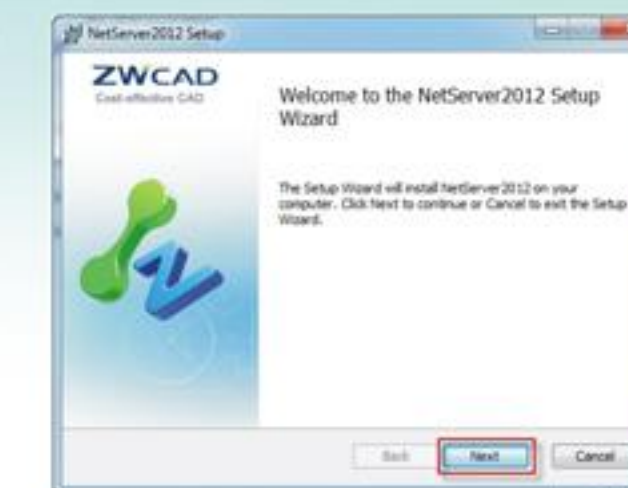 NetServer2012 Setup
ZWCAD
Cost-effective CAD
Welcome to the NetServer2012 Setup
Wizard
The Setup Wizard will install NetServer2012 on your
computer. Click Next to continue or Cancel to exit the Setup
Wizard.
Back
Next
Cancel